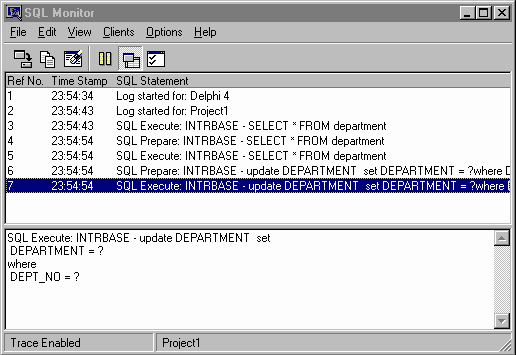 SQL Monitor
File Edit View Clients Options Help
Ref No. Time Stamp SQL Statement
1 23:54:34 Log started for: Delphi 4
2 23:54:43 Log started for: Project1
3 23:54:43 SQL Execute: INTRBASE - SELECT * FROM department
4 23:54:54 SQL Prepare: INTRBASE - SELECT * FROM department
5 23:54:54 SQL Execute: INTRBASE - SELECT * FROM department
6 23:54:54 SQL Prepare: INTRBASE - update DEPARTMENT set DEPARTMENT = ?where D
7 23:54:54 SQL Execute: INTRBASE - update DEPARTMENT set DEPARTMENT = ?where D
SQL Execute: INTRBASE - update DEPARTMENT set
DEPARTMENT = ?
where
DEPT_NO = ?
Trace Enabled Project1